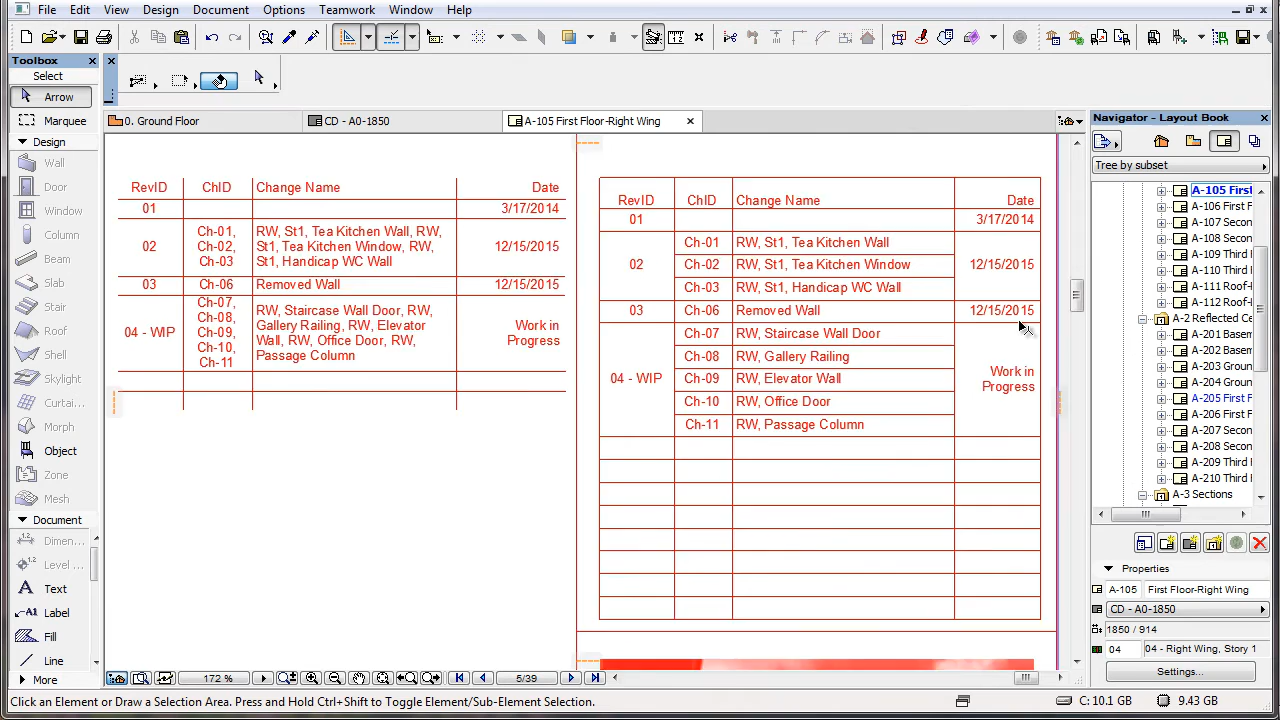 File Edit View Design Document Options Teamwork Window Help
Toolbox
Select
Arrow
Marquee
Design
Wall
Door
Window
Column
Beam
Slab
Stair
Roof
Shell
Skylight
Curtai...
Morph
Object
Zone
Mesh
Document
Dimen...
Level ...
Text
Label
Fill
Line
More
0. Ground Floor
CD - A0-1850
A-105 First Floor-Right Wing
RevID ChID Change Name Date
01 3/17/2014
02 Ch-01, Ch-02, Ch-03 12/15/2015
RW, St1, Tea Kitchen Wall, RW,
St1, Tea Kitchen Window, RW,
St1, Handicap WC Wall
03 Ch-06 Removed Wall 12/15/2015
04 - WIP
Ch-07,
Ch-08,
Ch-09,
Ch-10,
Ch-11
RW, Staircase Wall Door, RW,
Gallery Railing, RW, Elevator
Wall, RW, Office Door, RW,
Passage Column
Work in
Progress
RevID ChID Change Name Date
01 3/17/2014
Ch-01 RW, St1, Tea Kitchen Wall
02 Ch-02 RW, St1, Tea Kitchen Window 12/15/2015
Ch-03 RW, St1, Handicap WC Wall
03 Ch-06 Removed Wall 12/15/2015
Ch-07 RW, Staircase Wall Door
Ch-08 RW, Gallery Railing
04 - WIP Ch-09 RW, Elevator Wall
Work in
Progress
Ch-10 RW, Office Door
Ch-11 RW, Passage Column
Navigator - Layout Book
Tree by subset
A-105 First
A-106 First F
A-107 Secon
A-108 Secon
A-109 Third
A-110 Third
A-111 Roof-
A-112 Roof-
A-2 Reflected Ce
A-201 Basem
A-202 Basem
A-203 Groun
A-204 Groun
A-205 First F
A-206 First F
A-207 Secon
A-208 Secon
A-209 Third
A-210 Third
A-3 Sections
Properties
A-105 First Floor-Right Wing
CD - A0-1850
1850 / 914
04 04 - Right Wing, Story 1
Settings...
172 %
5/39
Click an Element or Draw a Selection Area. Press and Hold Ctrl+Shift to Toggle Element/Sub-Element Selection.
C: 10.1 GB
9.43 GB